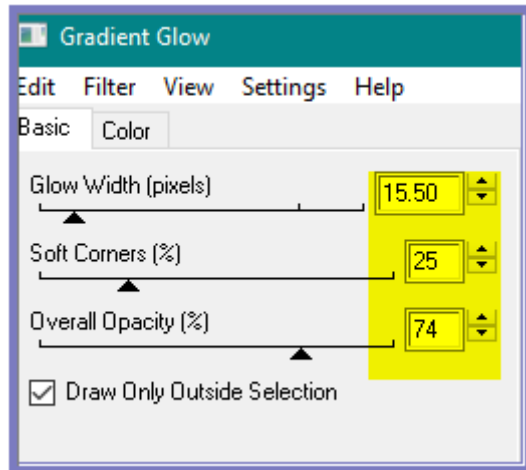 Gradient Glow
Edit Filter View Settings Help
Basic Color
Glow Width (pixels) 15.50
Soft Corners (%) 25
Overall Opacity (%) 74
Draw Only Outside Selection